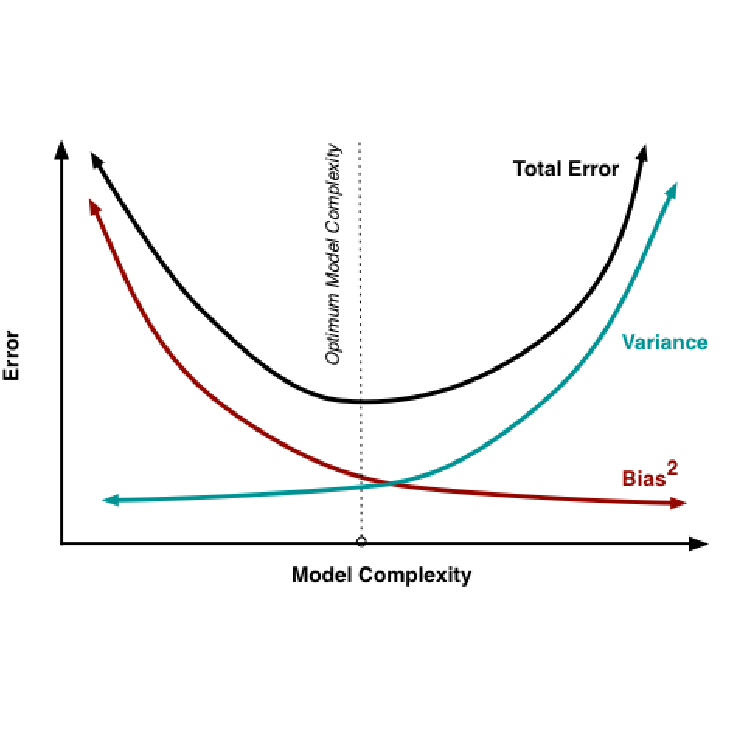 Optimum Model Complexity
Total Error
Variance
Error
Bias²
Model Complexity